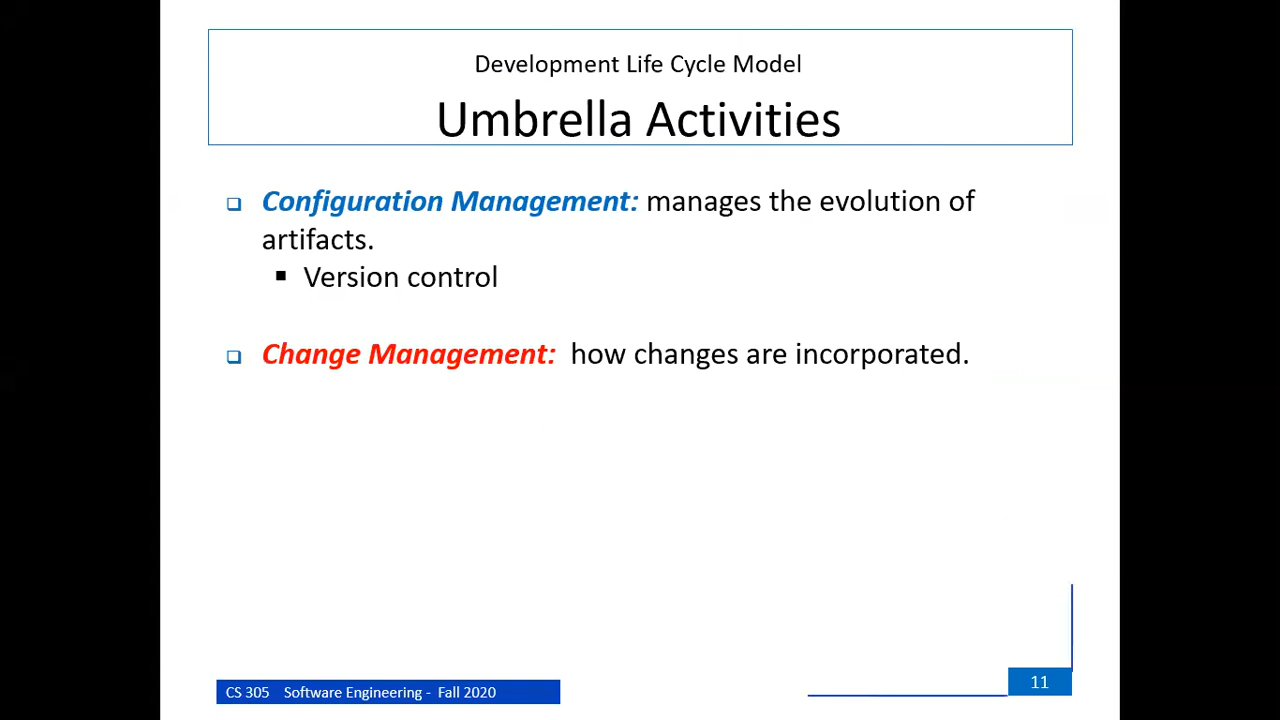 Development Life Cycle Model
Umbrella Activities
❑ Configuration Management: manages the evolution of
artifacts.
▪ Version control
❑ Change Management: how changes are incorporated.
CS 305 Software Engineering - Fall 2020
11